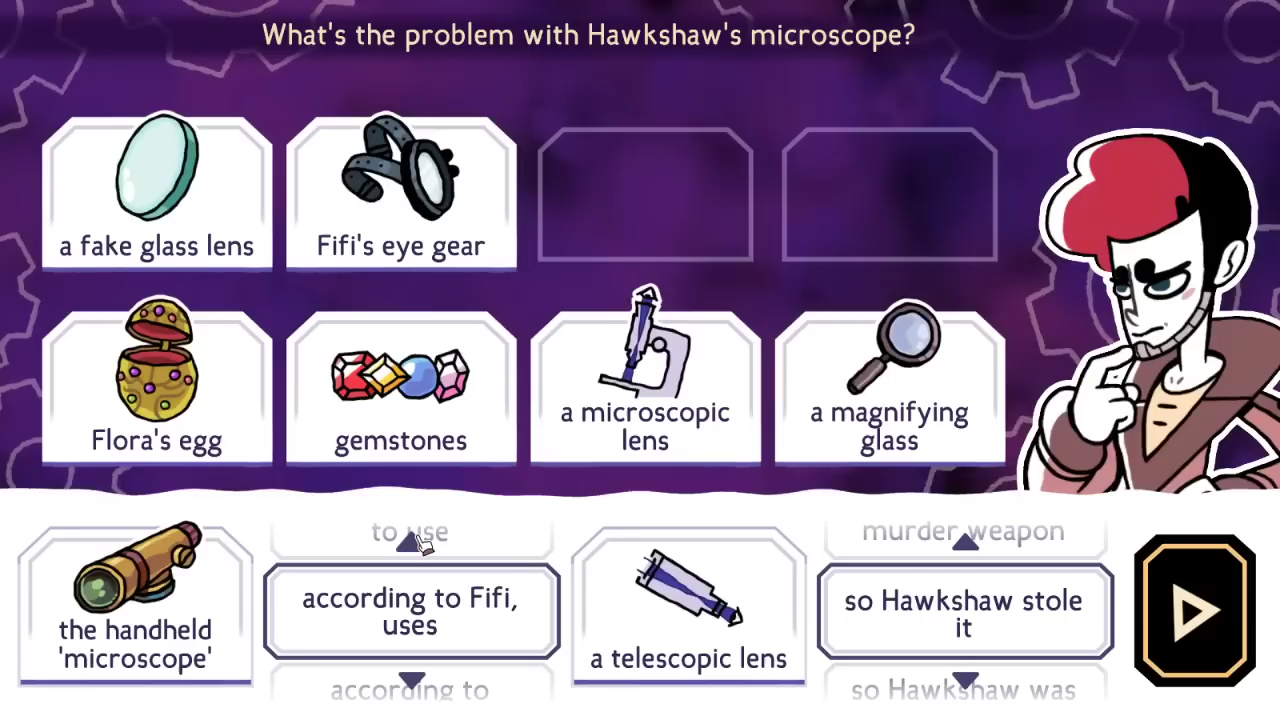 What's the problem with Hawkshaw's microscope?
a fake glass lens
Fifi's eye gear
Flora's egg
gemstones
a microscopic
lens
a magnifying
glass
the handheld
'microscope'
to use
according to Fifi,
uses
according to
a telescopic lens
murder weapon
so Hawkshaw stole
it
so Hawkshaw was